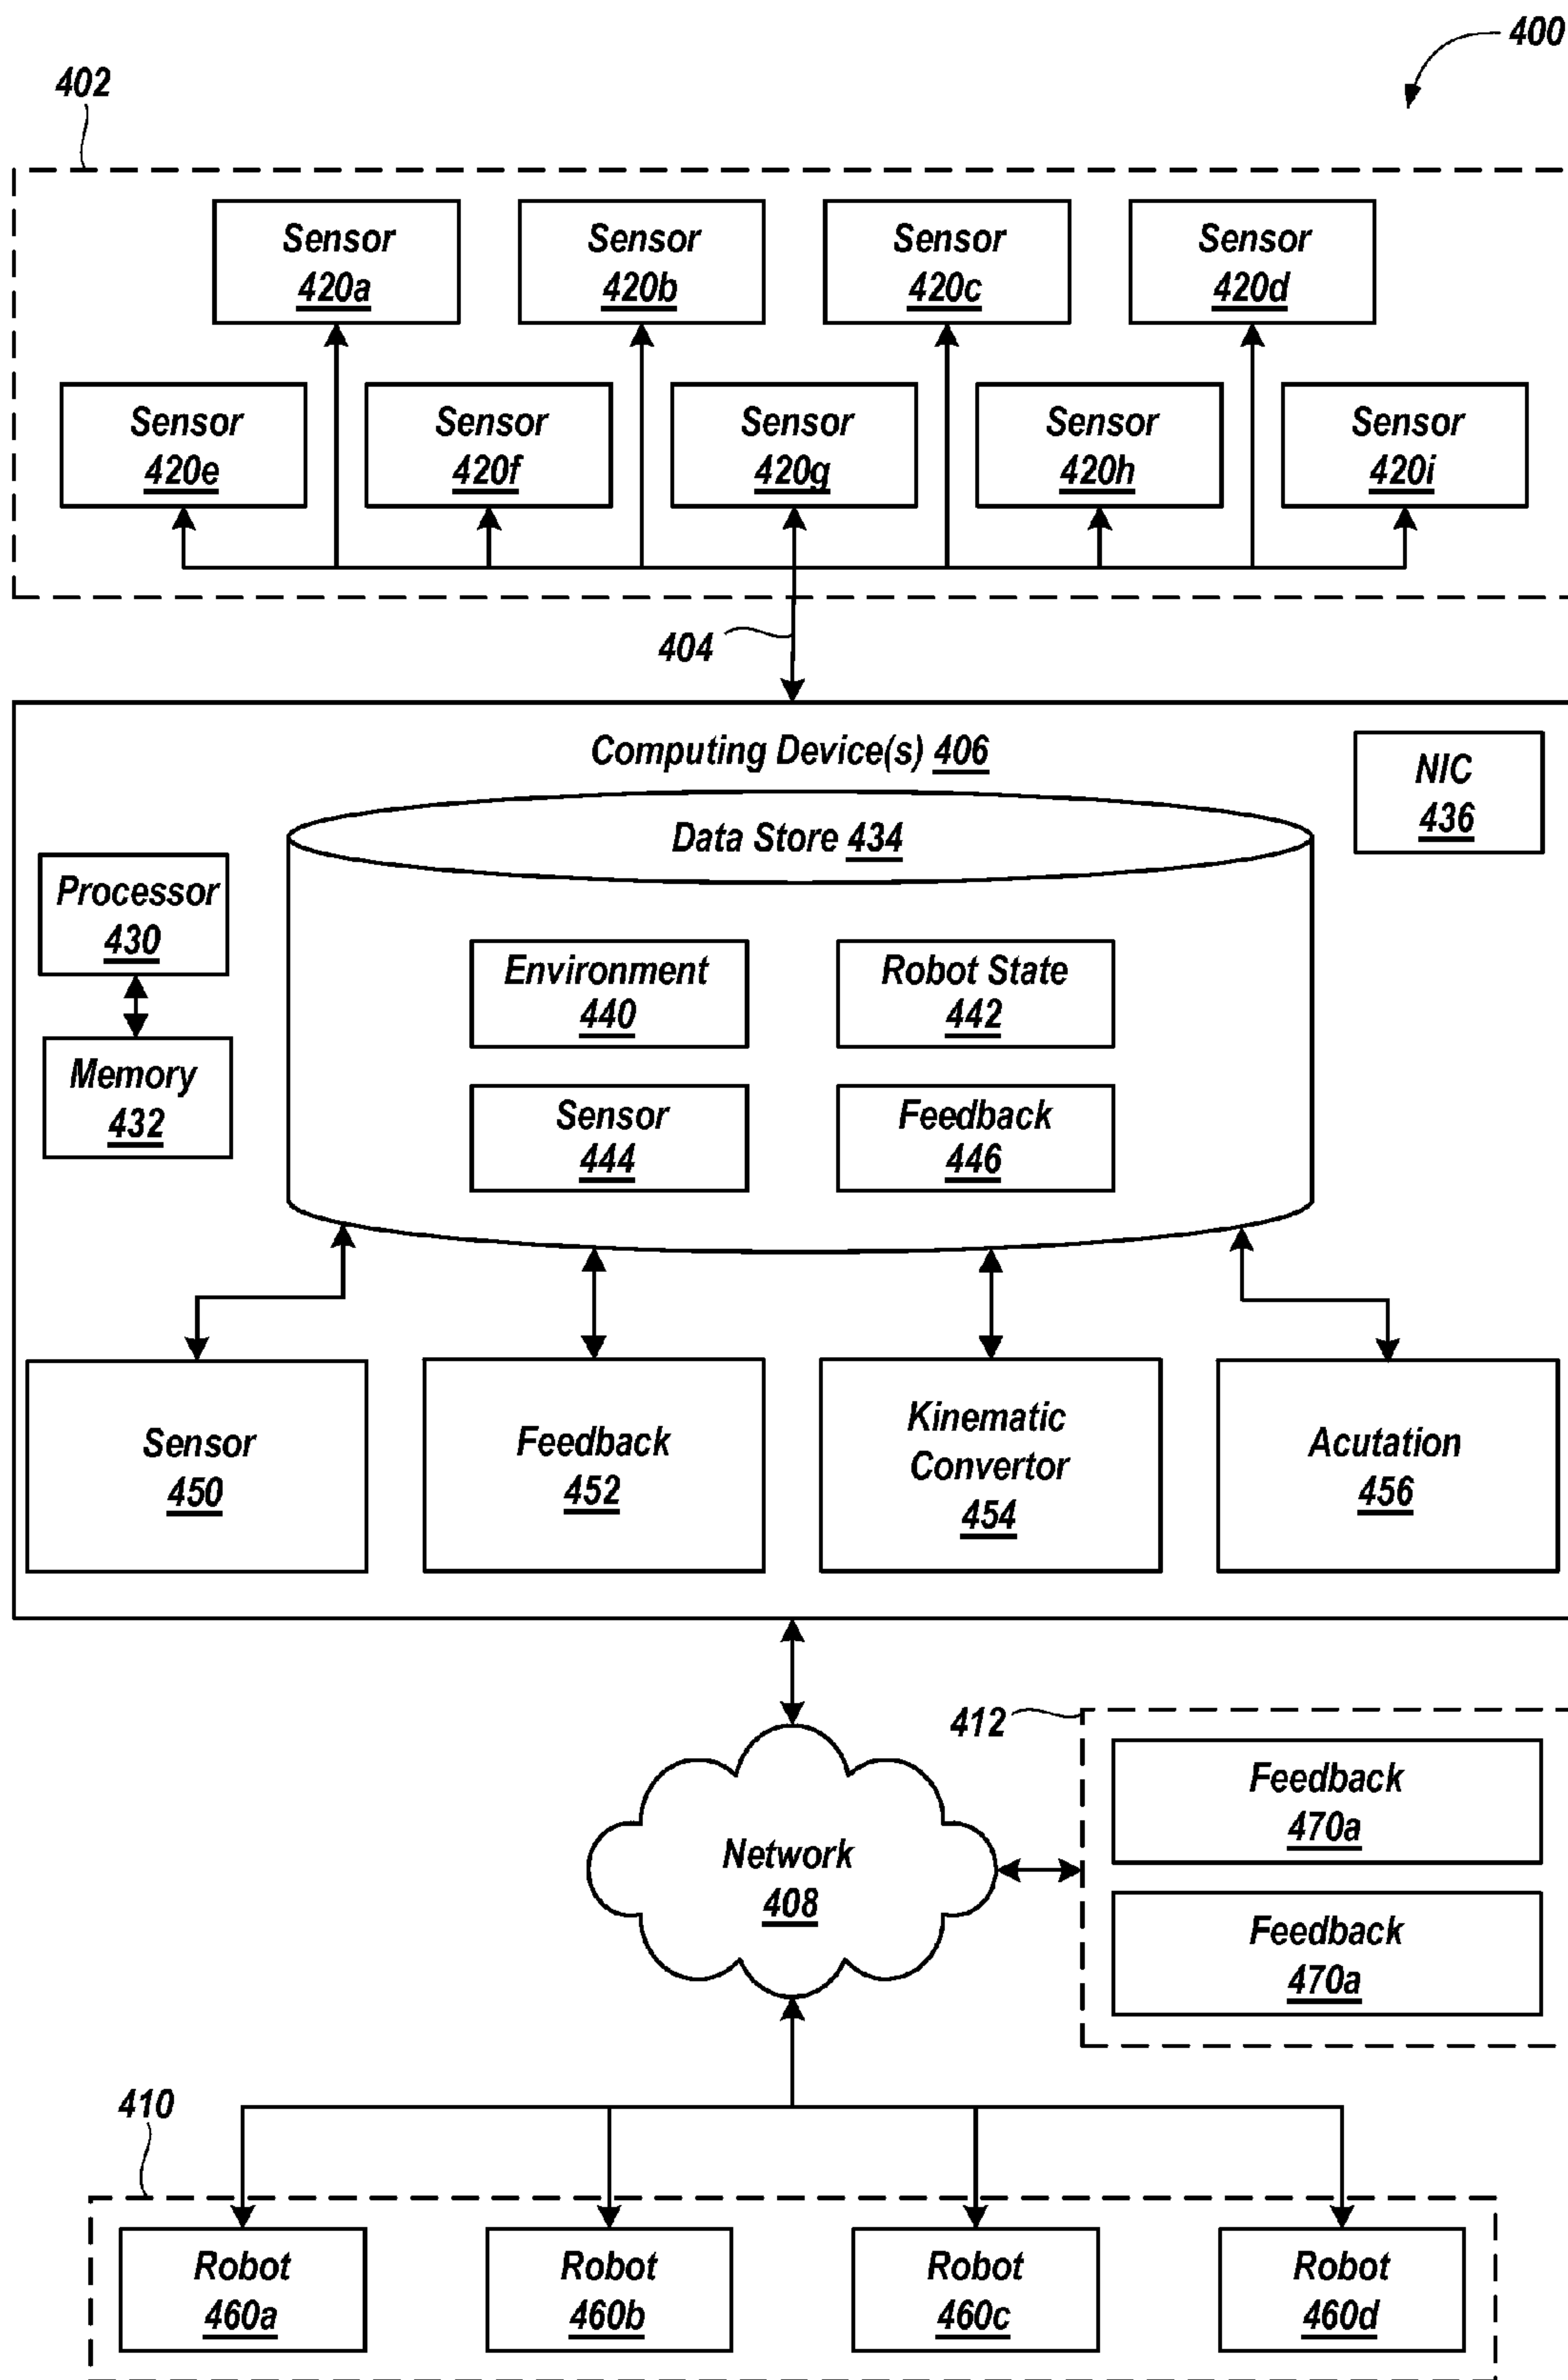 400
402
Sensor
420a
Sensor
420b
Sensor
420c
Sensor
420d
Sensor
420e
Sensor
420f
Sensor
420g
Sensor
420h
Sensor
420i
404
Computing Device(s) 406
NIC
436
Data Store 434
Processor
430
Memory
432
Environment
440
Robot State
442
Sensor
444
Feedback
446
Sensor
450
Feedback
452
Kinematic
Convertor
454
Acutation
456
412
Feedback
470a
Feedback
470a
Network
408
410
Robot
460a
Robot
460b
Robot
460c
Robot
460d